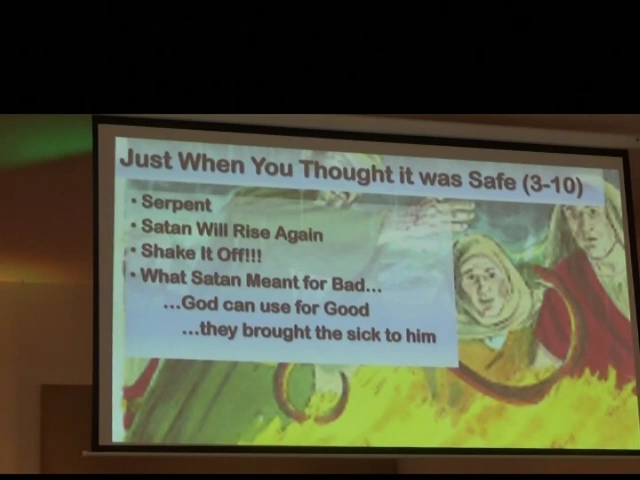 Just When You Thought it was Safe (3-10)
• Serpent
• Satan Will Rise Again
• Shake It Off!!!
• What Satan Meant for Bad...
...God can use for Good
...they brought the sick to him